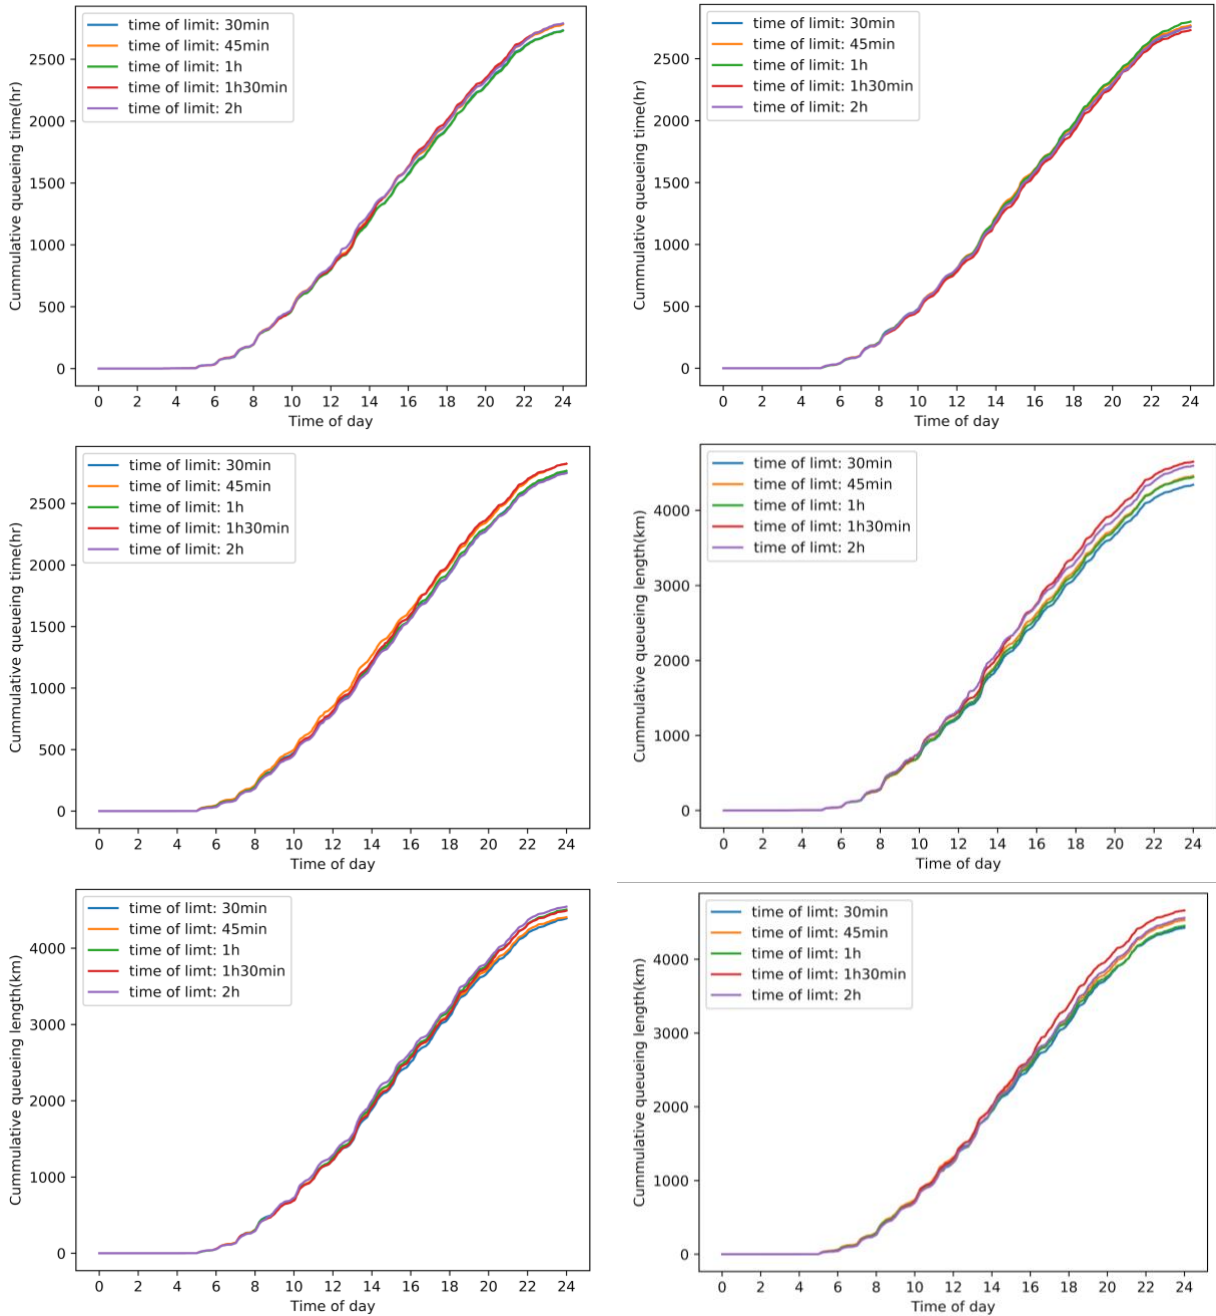 time of limit: 30min
time of limit: 45min
time of limit: 1h
time of limit: 1h30min
time of limit: 2h
2500
2000
1500
1000
500
0
Cummulative queueing time(hr)
0 2 4 6 8 10 12 14 16 18 20 22 24
Time of day
time of limit: 30min
time of limit: 45min
time of limit: 1h
time of limit: 1h30min
time of limit: 2h
2500
2000
1500
1000
500
0
Cummulative queueing time(hr)
0 2 4 6 8 10 12 14 16 18 20 22 24
Time of day
time of limit: 30min
time of limit: 45min
time of limit: 1h
time of limit: 1h30min
time of limit: 2h
2500
2000
1500
1000
500
0
Cummulative queueing time(hr)
0 2 4 6 8 10 12 14 16 18 20 22 24
Time of day
time of limt: 30min
time of limt: 45min
time of limt: 1h
time of limt: 1h30min
time of limt: 2h
4000
3000
2000
1000
0
Cummulative queueing length(km)
0 2 4 6 8 10 12 14 16 18 20 22 24
Time of day
time of limt: 30min
time of limt: 45min
time of limt: 1h
time of limt: 1h30min
time of limt: 2h
4000
3000
2000
1000
0
Cummulative queueing length(km)
0 2 4 6 8 10 12 14 16 18 20 22 24
Time of day
time of limt: 30min
time of limt: 45min
time of limt: 1h
time of limt: 1h30min
time of limt: 2h
4000
3000
2000
1000
0
Cummulative queueing length(km)
0 2 4 6 8 10 12 14 16 18 20 22 24
Time of day